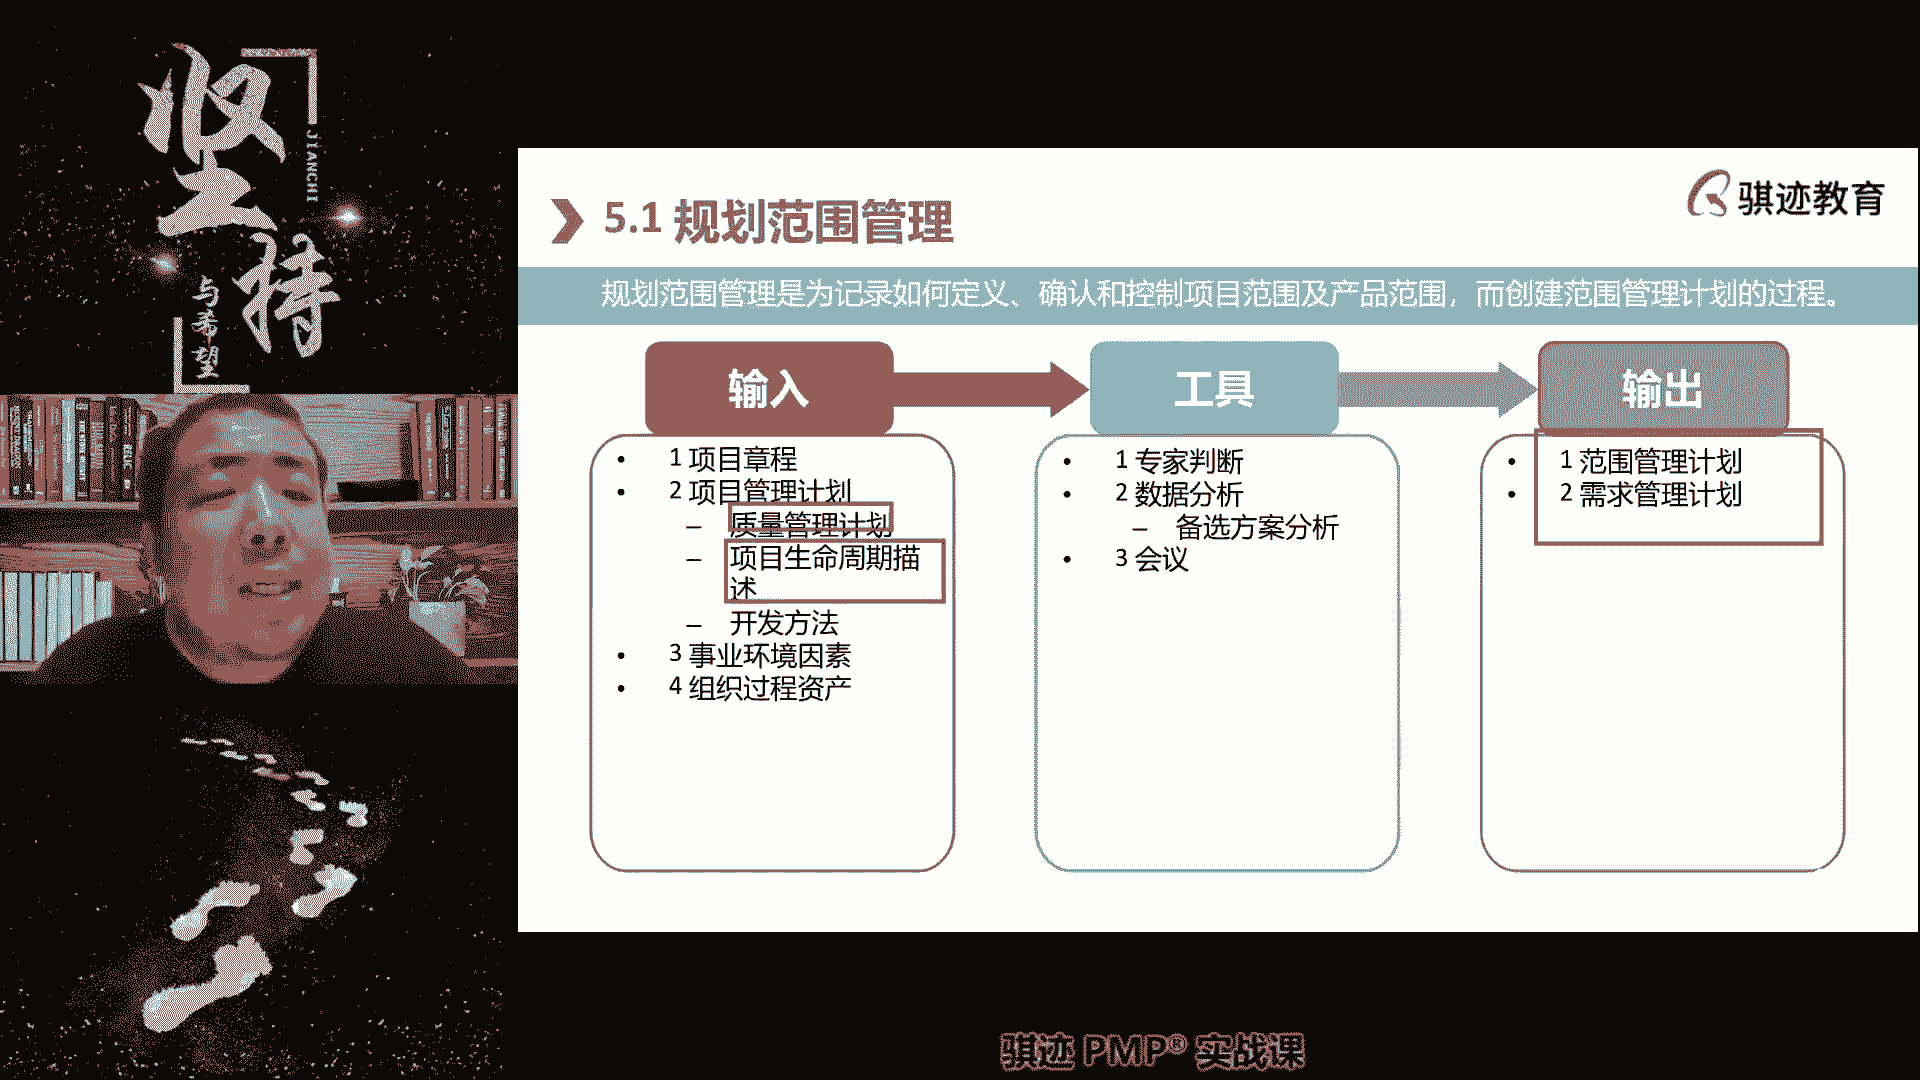 坚持
JIANCHI
与希望
骐迹教育
5.1 规划范围管理
规划范围管理是为记录如何定义、确认和控制项目范围及产品范围，而创建范围管理计划的过程。
输入
• 1 项目章程
• 2 项目管理计划
– 质量管理计划
– 项目生命周期描
述
– 开发方法
• 3 事业环境因素
• 4 组织过程资产
工具
• 1 专家判断
• 2 数据分析
– 备选方案分析
• 3 会议
输出
• 1 范围管理计划
• 2 需求管理计划
骐迹 PMP® 实战课